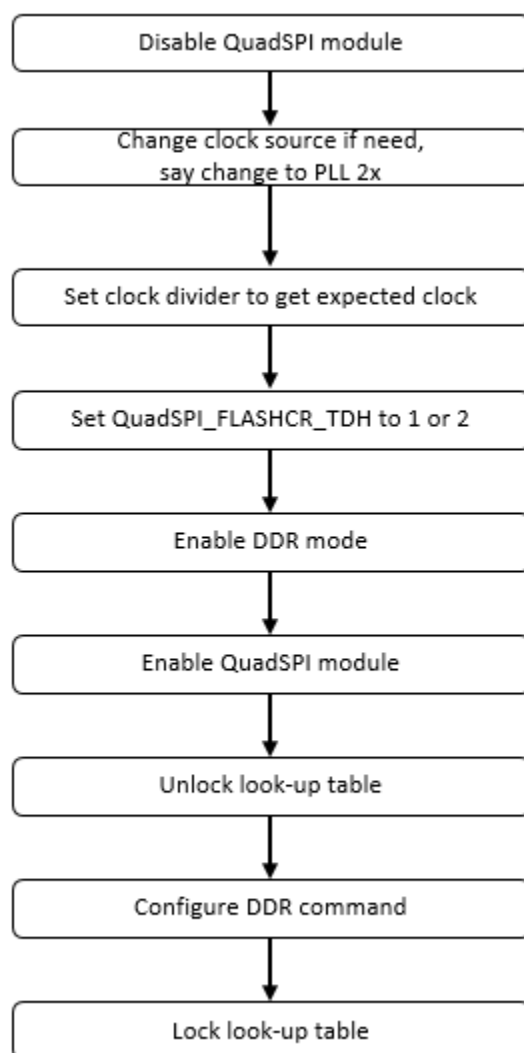 Disable QuadSPI module
Change clock source if need,
say change to PLL 2x
Set clock divider to get expected clock
Set QuadSPI_FLASHCR_TDH to 1 or 2
Enable DDR mode
Enable QuadSPI module
Unlock look-up table
Configure DDR command
Lock look-up table